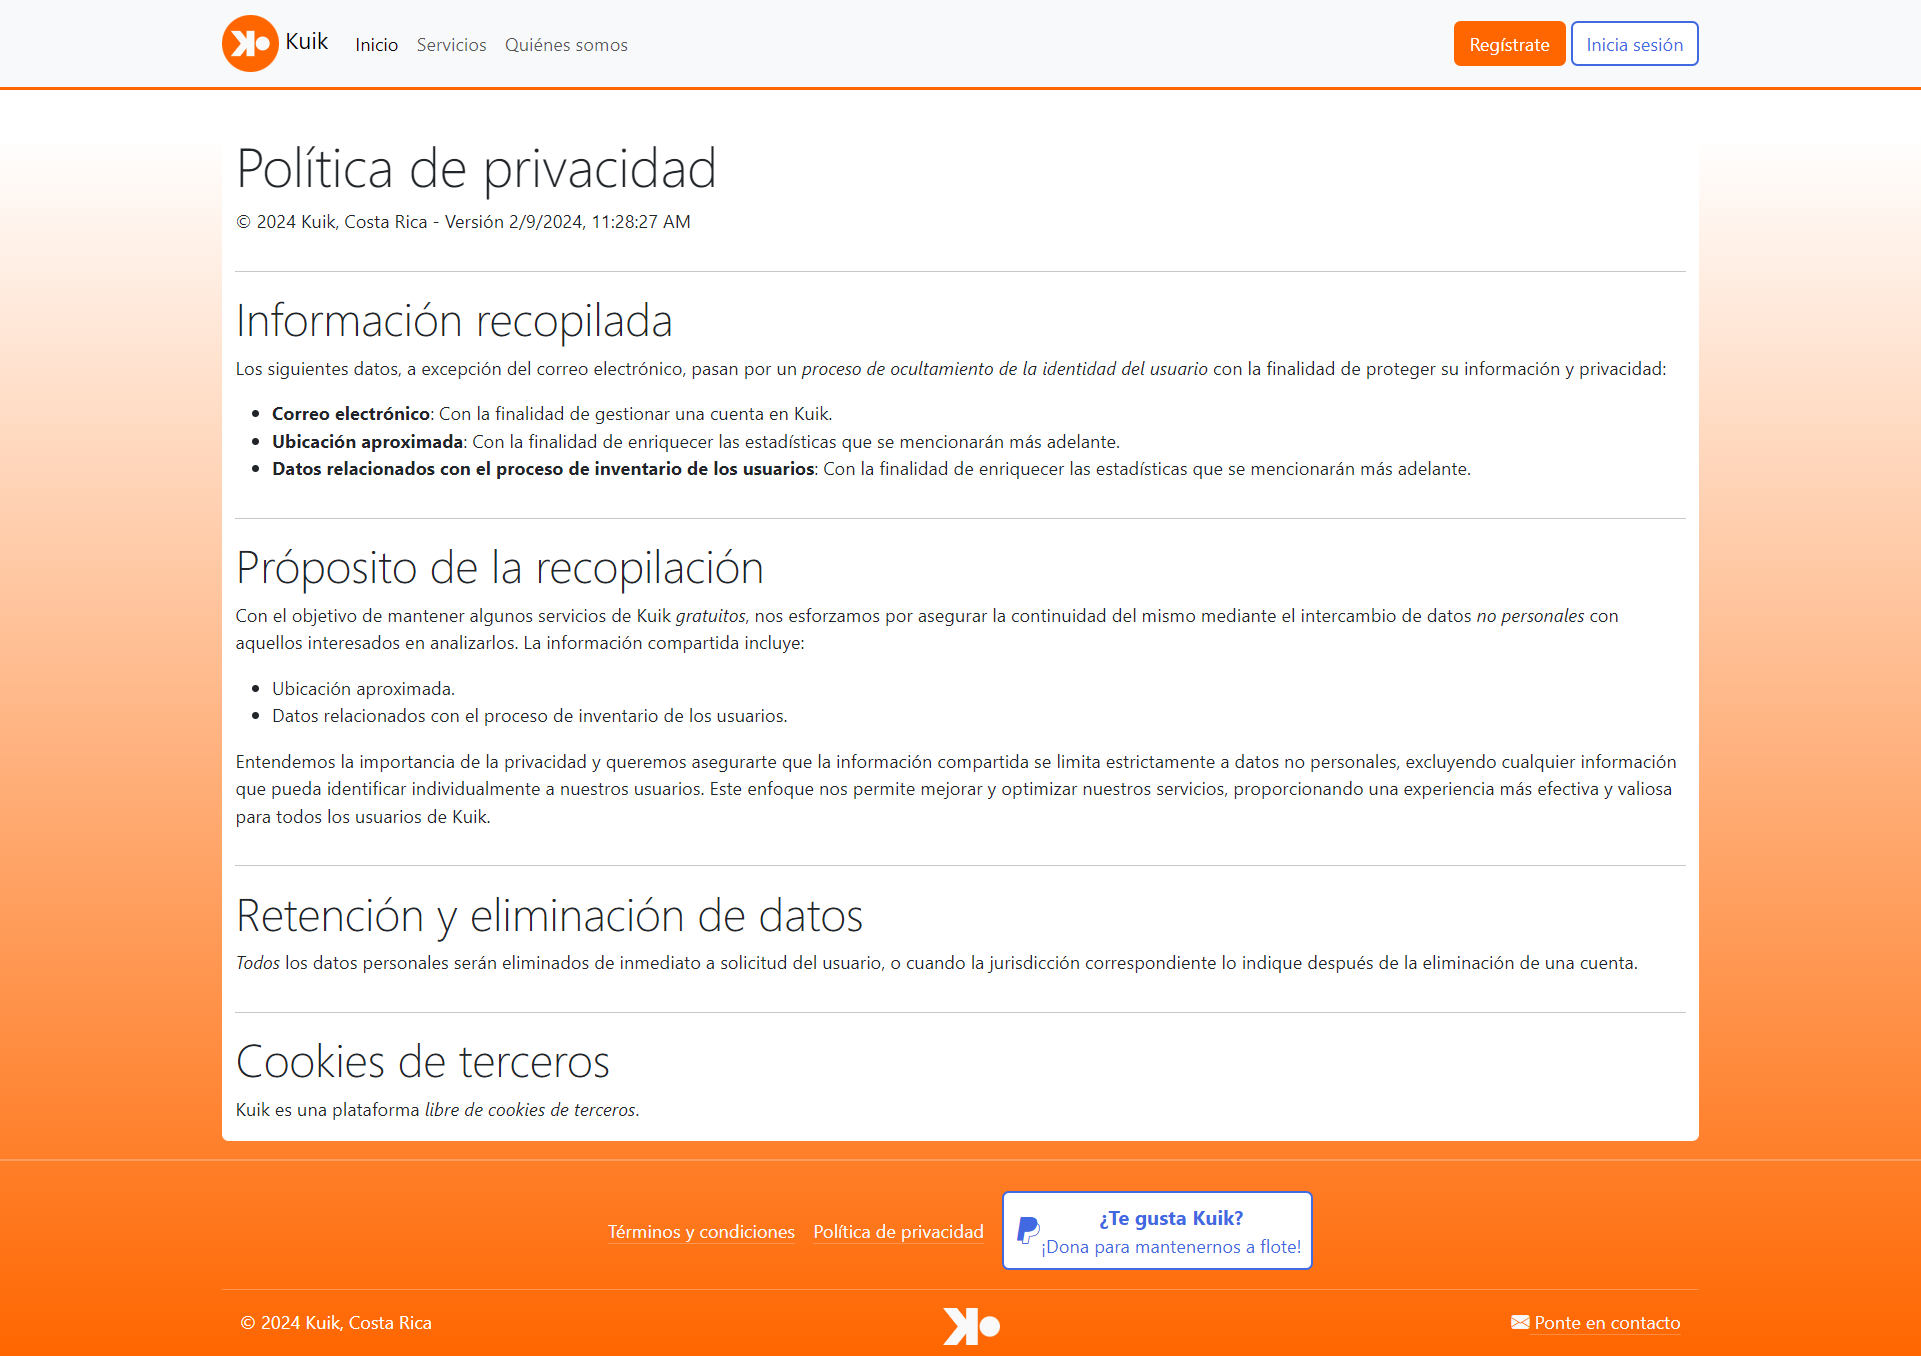 Kuik
Inicio
Servicios
Quiénes somos
Regístrate
Inicia sesión
Política de privacidad
© 2024 Kuik, Costa Rica - Versión 2/9/2024, 11:28:27 AM
Información recopilada
Los siguientes datos, a excepción del correo electrónico, pasan por un proceso de ocultamiento de la identidad del usuario con la finalidad de proteger su información y privacidad:
• Correo electrónico: Con la finalidad de gestionar una cuenta en Kuik.
• Ubicación aproximada: Con la finalidad de enriquecer las estadísticas que se mencionarán más adelante.
• Datos relacionados con el proceso de inventario de los usuarios: Con la finalidad de enriquecer las estadísticas que se mencionarán más adelante.
Próposito de la recopilación
Con el objetivo de mantener algunos servicios de Kuik gratuitos, nos esforzamos por asegurar la continuidad del mismo mediante el intercambio de datos no personales con
aquellos interesados en analizarlos. La información compartida incluye:
• Ubicación aproximada.
• Datos relacionados con el proceso de inventario de los usuarios.
Entendemos la importancia de la privacidad y queremos asegurarte que la información compartida se limita estrictamente a datos no personales, excluyendo cualquier información
que pueda identificar individualmente a nuestros usuarios. Este enfoque nos permite mejorar y optimizar nuestros servicios, proporcionando una experiencia más efectiva y valiosa
para todos los usuarios de Kuik.
Retención y eliminación de datos
Todos los datos personales serán eliminados de inmediato a solicitud del usuario, o cuando la jurisdicción correspondiente lo indique después de la eliminación de una cuenta.
Cookies de terceros
Kuik es una plataforma libre de cookies de terceros.
Términos y condiciones
Política de privacidad
¿Te gusta Kuik?
¡Dona para mantenernos a flote!
© 2024 Kuik, Costa Rica
Ponte en contacto